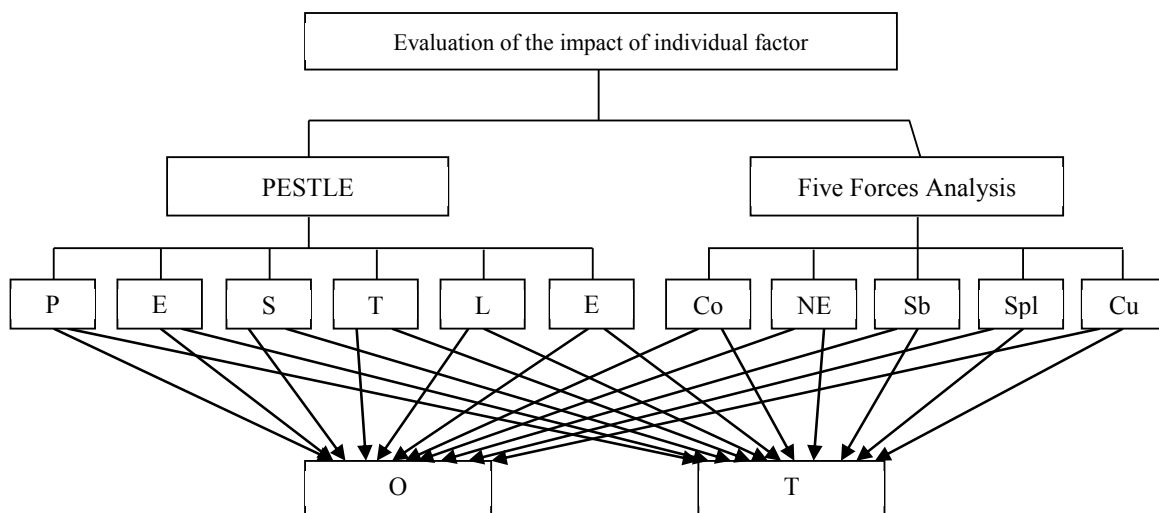 Evaluation of the impact of individual factor
PESTLE
Five Forces Analysis
P
E
S
T
L
E
Co
NE
Sb
Spl
Cu
O
T